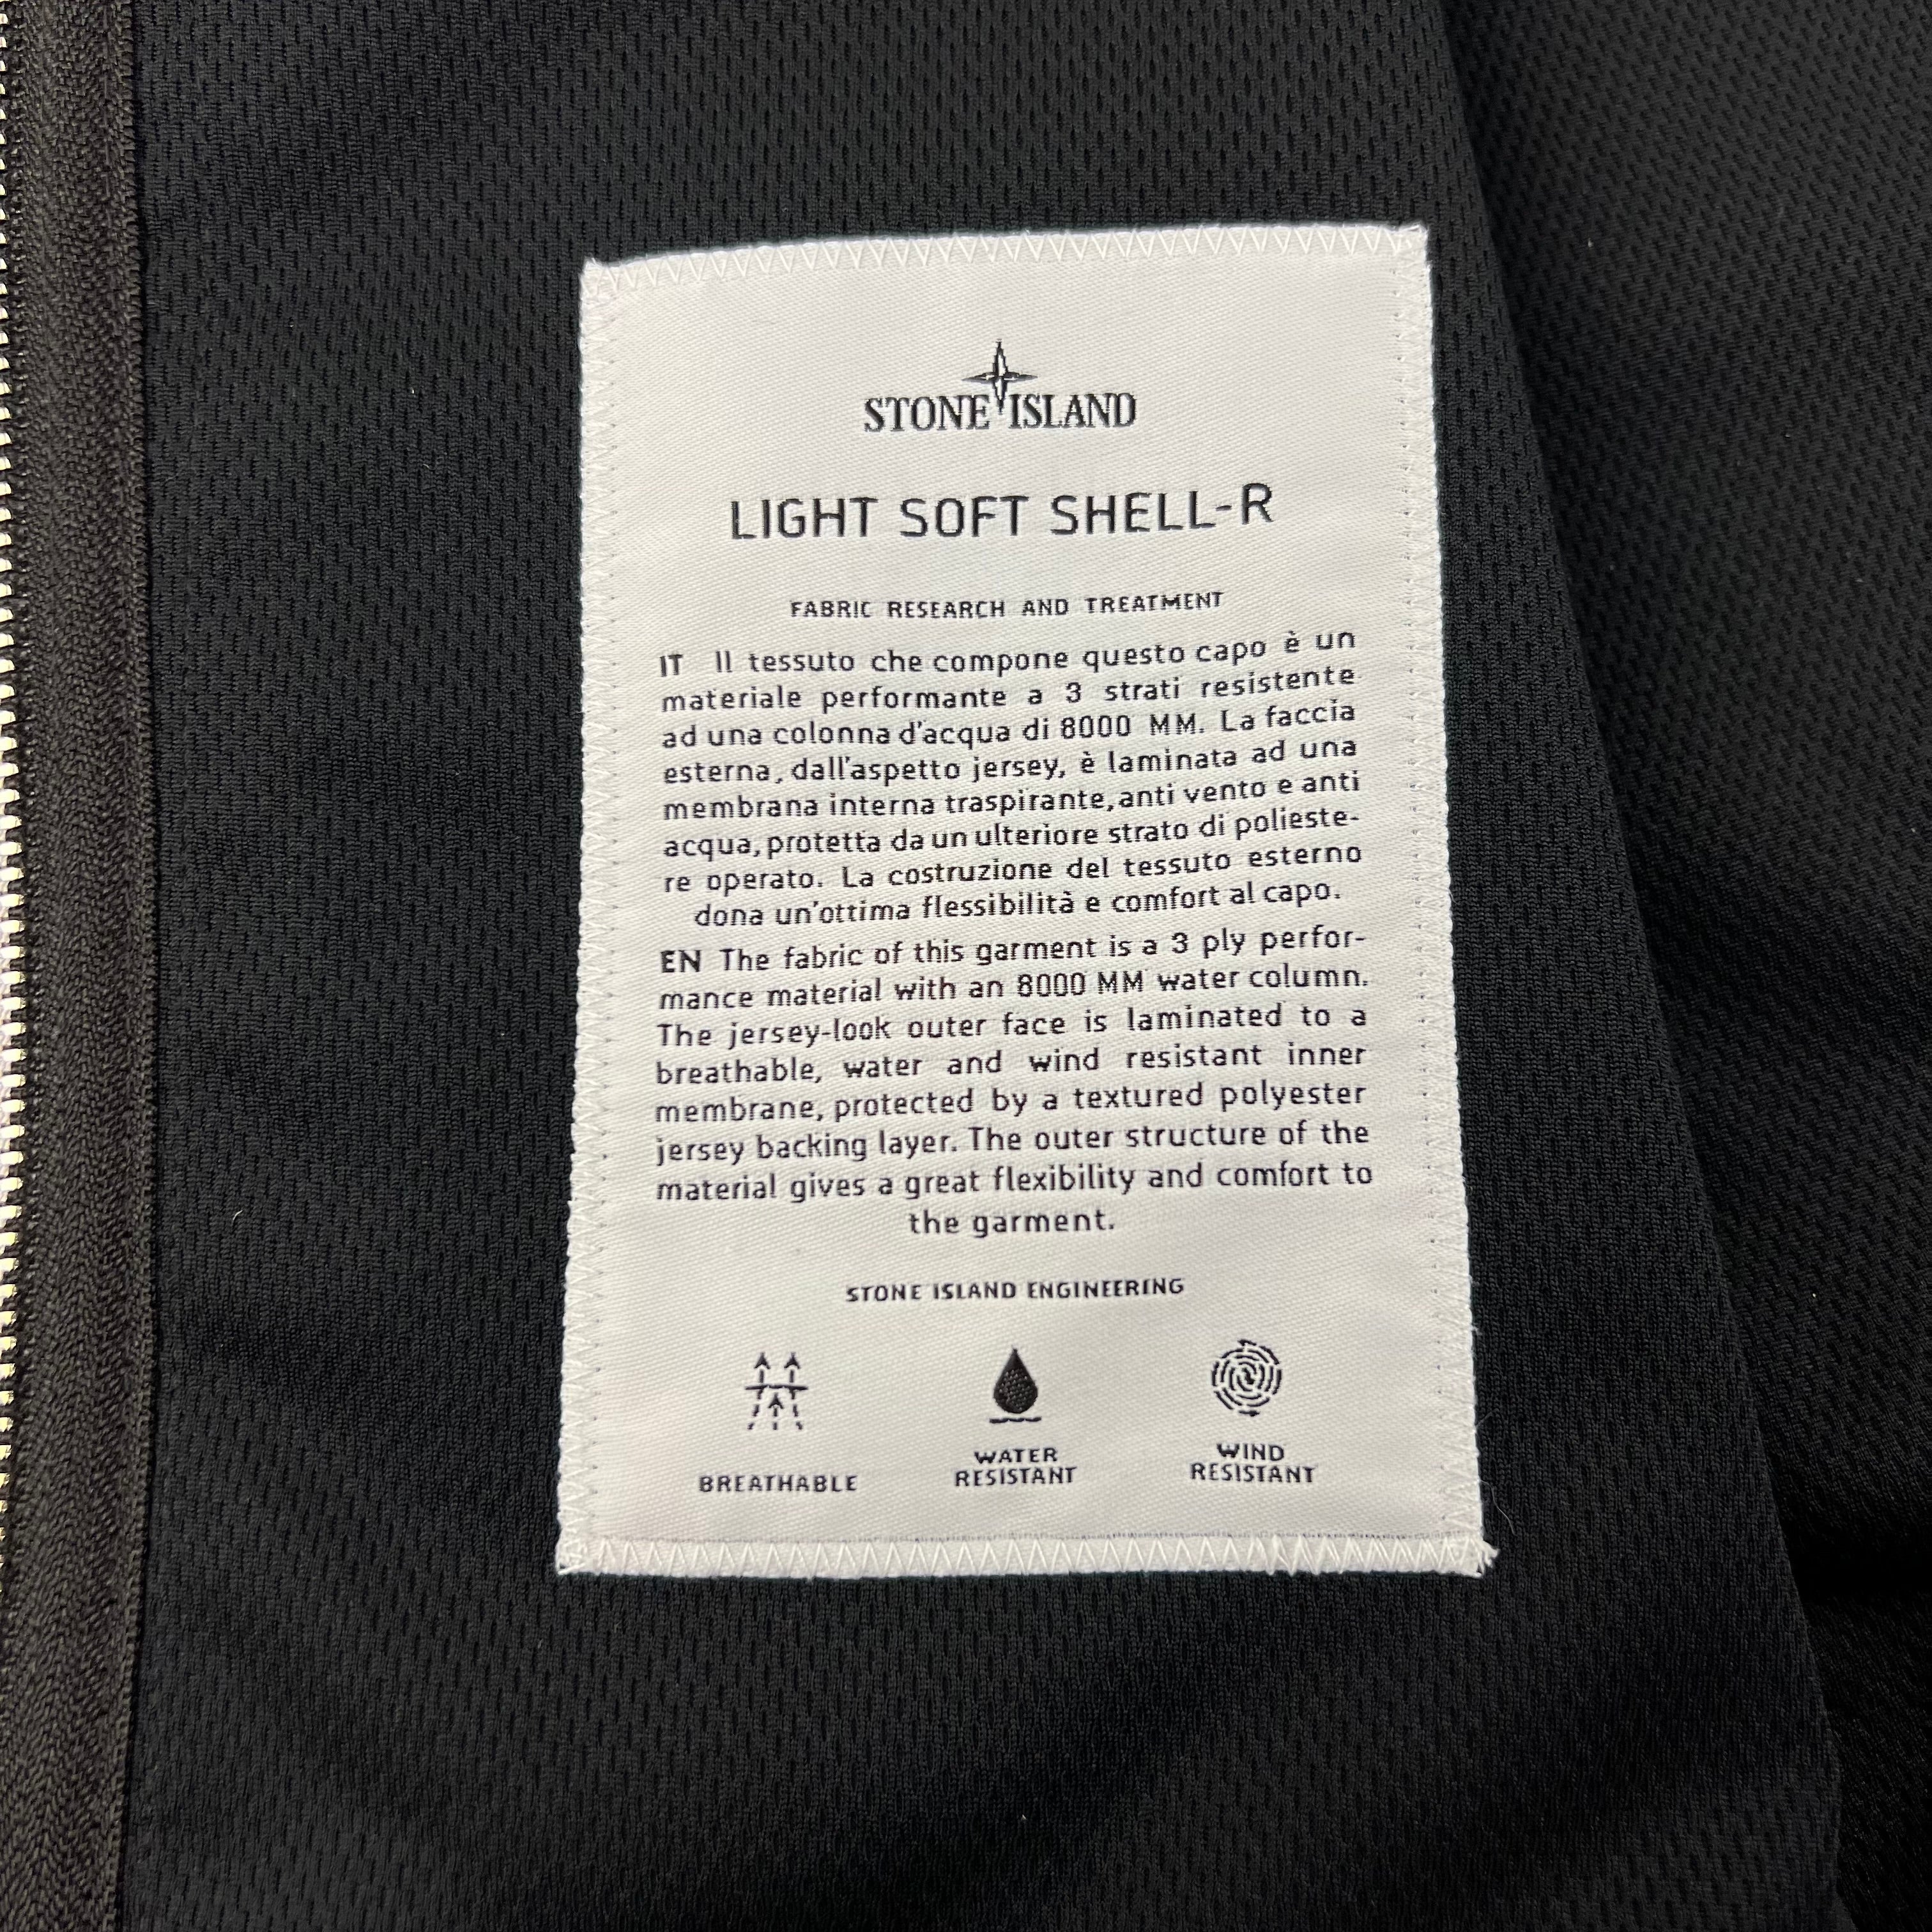 STONE ISLAND
LIGHT SOFT SHELL-R
FABRIC RESEARCH AND TREATMENT
IT Il tessuto che compone questo capo è un
materiale performante a 3 strati resistente
ad una colonna d'acqua di 8000 MM. La faccia
esterna, dall'aspetto jersey, è laminata ad una
membrana interna traspirante, anti vento e anti
acqua, protetta da un ulteriore strato di polieste-
re operato. La costruzione del tessuto esterno
dona un'ottima flessibilità e comfort al capo.
EN The fabric of this garment is a 3 ply perfor-
mance material with an 8000 MM water column.
The jersey-look outer face is laminated to a
breathable, water and wind resistant inner
membrane, protected by a textured polyester
jersey backing layer. The outer structure of the
material gives a great flexibility and comfort to
the garment.
STONE ISLAND ENGINEERING
BREATHABLE
WATER
RESISTANT
WIND
RESISTANT